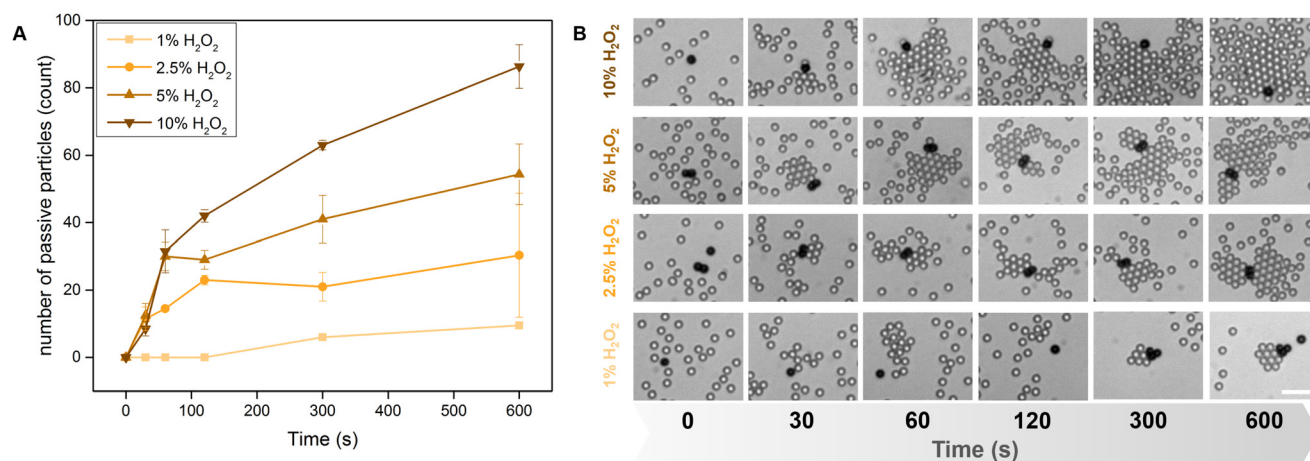 A
number of passive particles (count)
100
80
60
40
20
0
1% H₂O₂
2.5% H₂O₂
5% H₂O₂
10% H₂O₂
0 100 200 300 400 500 600
Time (s)
B
10% H₂O₂
5% H₂O₂
2.5% H₂O₂
1% H₂O₂
0 30 60 120 300 600
Time (s)